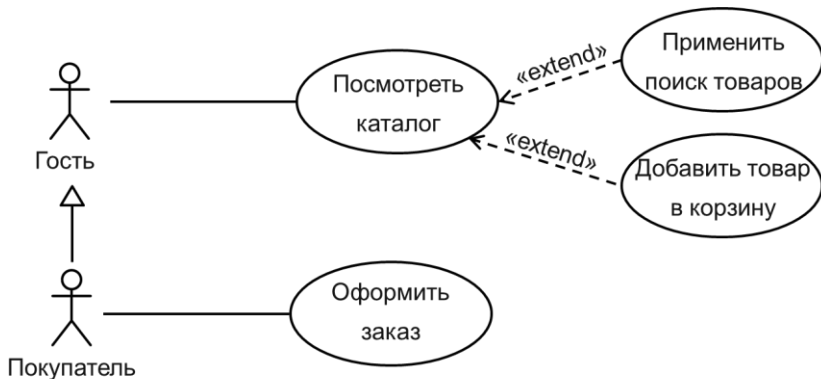 Применить
поиск товаров
«extend»
Посмотреть
каталог
Гость
«extend»
Добавить товар
в корзину
Оформить
заказ
Покупатель